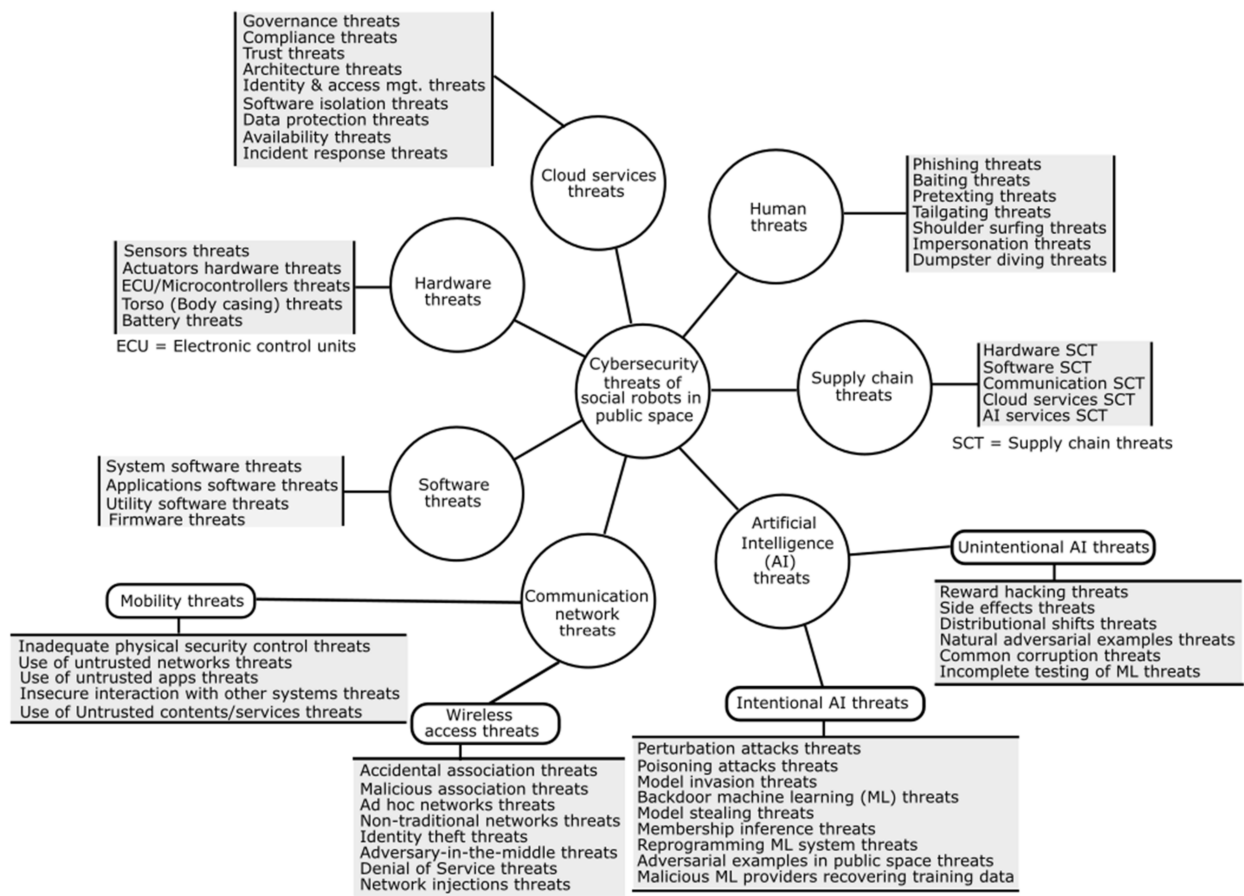 Governance threats
Compliance threats
Trust threats
Architecture threats
Identity & access mgt. threats
Software isolation threats
Data protection threats
Availability threats
Incident response threats
Cloud services
threats
Human
threats
Phishing threats
Baiting threats
Pretexting threats
Tailgating threats
Shoulder surfing threats
Impersonation threats
Dumpster diving threats
Sensors threats
Actuators hardware threats
ECU/Microcontrollers threats
Torso (Body casing) threats
Battery threats
ECU = Electronic control units
Hardware
threats
Cybersecurity
threats of
social robots in
public space
Supply chain
threats
Hardware SCT
Software SCT
Communication SCT
Cloud services SCT
AI services SCT
SCT = Supply chain threats
System software threats
Applications software threats
Utility software threats
Firmware threats
Software
threats
Artificial
Intelligence
(AI)
threats
Unintentional AI threats
Reward hacking threats
Side effects threats
Distributional shifts threats
Natural adversarial examples threats
Common corruption threats
Incomplete testing of ML threats
Communication
network
threats
Mobility threats
Inadequate physical security control threats
Use of untrusted networks threats
Use of untrusted apps threats
Insecure interaction with other systems threats
Use of Untrusted contents/services threats
Wireless
access threats
Accidental association threats
Malicious association threats
Ad hoc networks threats
Non-traditional networks threats
Identity theft threats
Adversary-in-the-middle threats
Denial of Service threats
Network injections threats
Intentional AI threats
Perturbation attacks threats
Poisoning attacks threats
Model invasion threats
Backdoor machine learning (ML) threats
Model stealing threats
Membership inference threats
Reprogramming ML system threats
Adversarial examples in public space threats
Malicious ML providers recovering training data